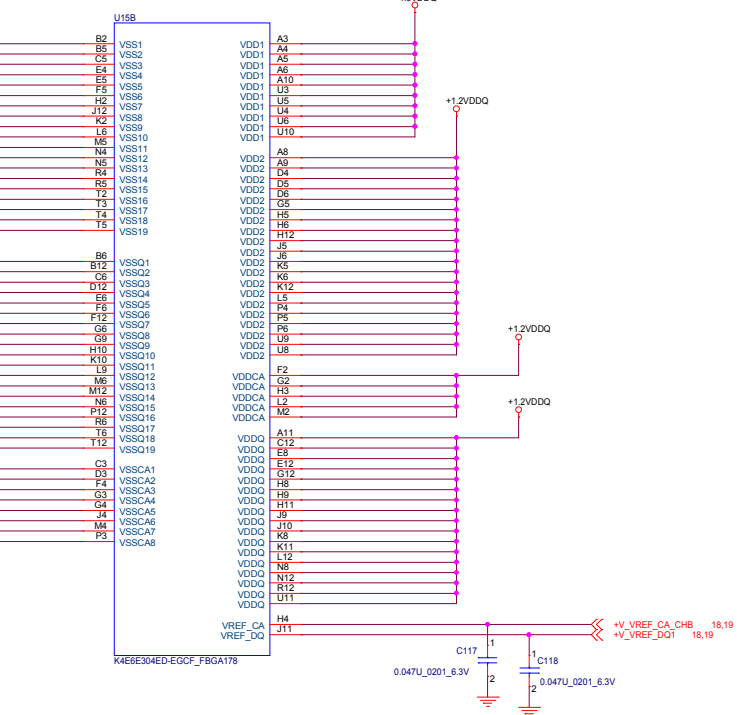 U15B
B2 VSS1
B5 VSS2
C5 VSS3
E4 VSS4
E5 VSS5
F5 VSS6
H2 VSS7
J12 VSS8
K2 VSS9
L6 VSS10
M5 VSS11
N4 VSS12
N5 VSS13
R4 VSS14
R5 VSS15
T2 VSS16
T3 VSS17
T4 VSS18
T5 VSS19
B6 VSSQ1
B12 VSSQ2
C6 VSSQ3
D12 VSSQ4
E6 VSSQ5
F6 VSSQ6
F12 VSSQ7
G6 VSSQ8
G9 VSSQ9
H10 VSSQ10
K10 VSSQ11
L9 VSSQ12
M6 VSSQ13
M12 VSSQ14
N6 VSSQ15
P12 VSSQ16
R6 VSSQ17
T6 VSSQ18
T12 VSSQ19
C3 VSSCA1
D3 VSSCA2
F4 VSSCA3
G3 VSSCA4
G4 VSSCA5
J4 VSSCA6
M4 VSSCA7
P3 VSSCA8
VDD1 A3
VDD1 A4
VDD1 A5
VDD1 A6
VDD1 A10
VDD1 U3
VDD1 U5
VDD1 U4
VDD1 U6
VDD1 U10
+1.2VDDQ
VDD2 A8
VDD2 A9
VDD2 D4
VDD2 D5
VDD2 D6
VDD2 G5
VDD2 H5
VDD2 H6
VDD2 H12
VDD2 J5
VDD2 J6
VDD2 K5
VDD2 K6
VDD2 K12
VDD2 L5
VDD2 P4
VDD2 P5
VDD2 P6
VDD2 U9
VDD2 U8
+1.2VDDQ
VDDCA F2
VDDCA G2
VDDCA H3
VDDCA L2
VDDCA M2
+1.2VDDQ
VDDQ A11
VDDQ C12
VDDQ E8
VDDQ E12
VDDQ G12
VDDQ H8
VDDQ H9
VDDQ H11
VDDQ J9
VDDQ J10
VDDQ K8
VDDQ K11
VDDQ L12
VDDQ N8
VDDQ N12
VDDQ R12
VDDQ U11
VREF_CA H4
VREF_DQ J11
+V_VREF_CA_CHB 18,19
+V_VREF_DQ1 18,19
K4E6E304ED-EGCF_FBGA178
C117
1
2
0.047U_0201_6.3V
C118
1
2
0.047U_0201_6.3V